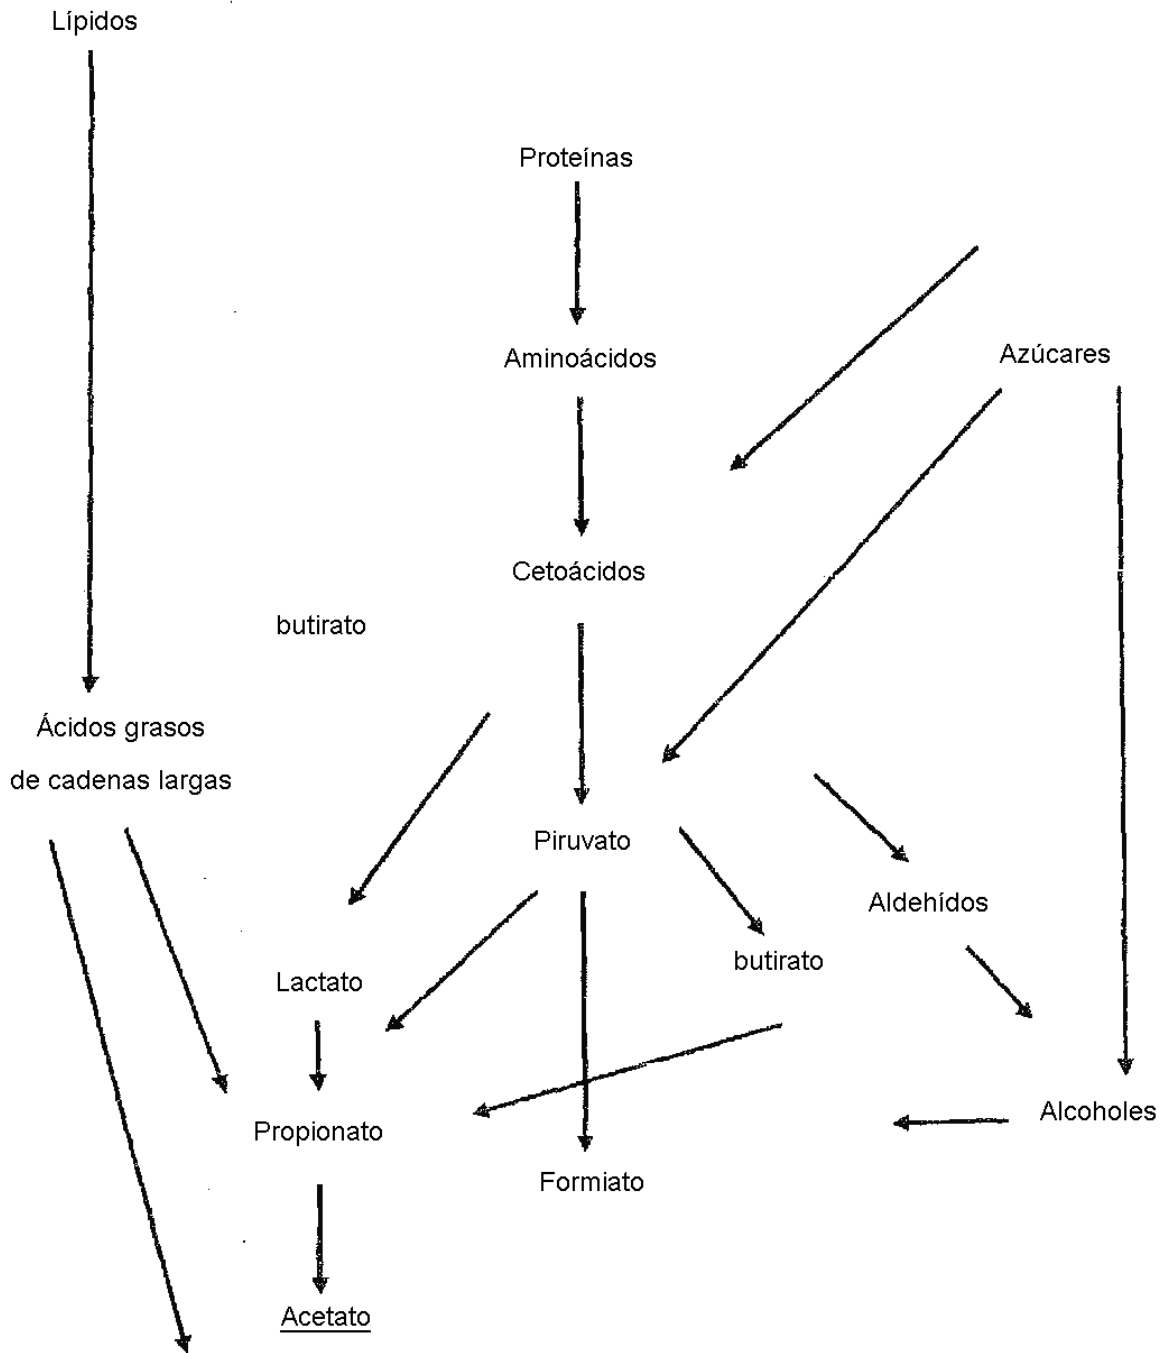 Lípidos
Proteínas
Aminoácidos
Azúcares
Cetoácidos
butirato
Ácidos grasos
de cadenas largas
Piruvato
Aldehídos
butirato
Lactato
Alcoholes
Propionato
Formiato
Acetato